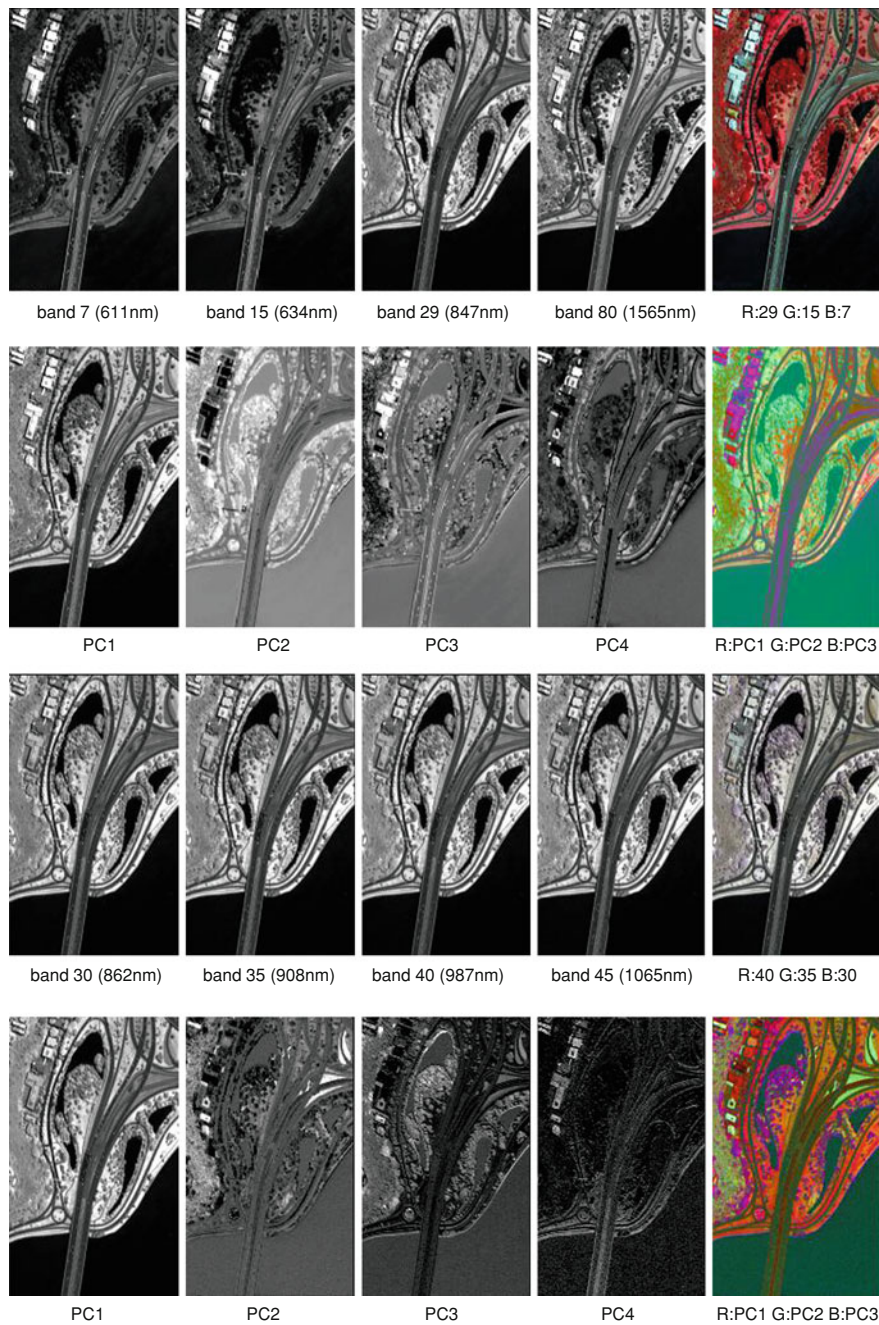 band 7 (611nm) band 15 (634nm) band 29 (847nm) band 80 (1565nm) R:29 G:15 B:7
PC1 PC2 PC3 PC4 R:PC1 G:PC2 B:PC3
band 30 (862nm) band 35 (908nm) band 40 (987nm) band 45 (1065nm) R:40 G:35 B:30
PC1 PC2 PC3 PC4 R:PC1 G:PC2 B:PC3